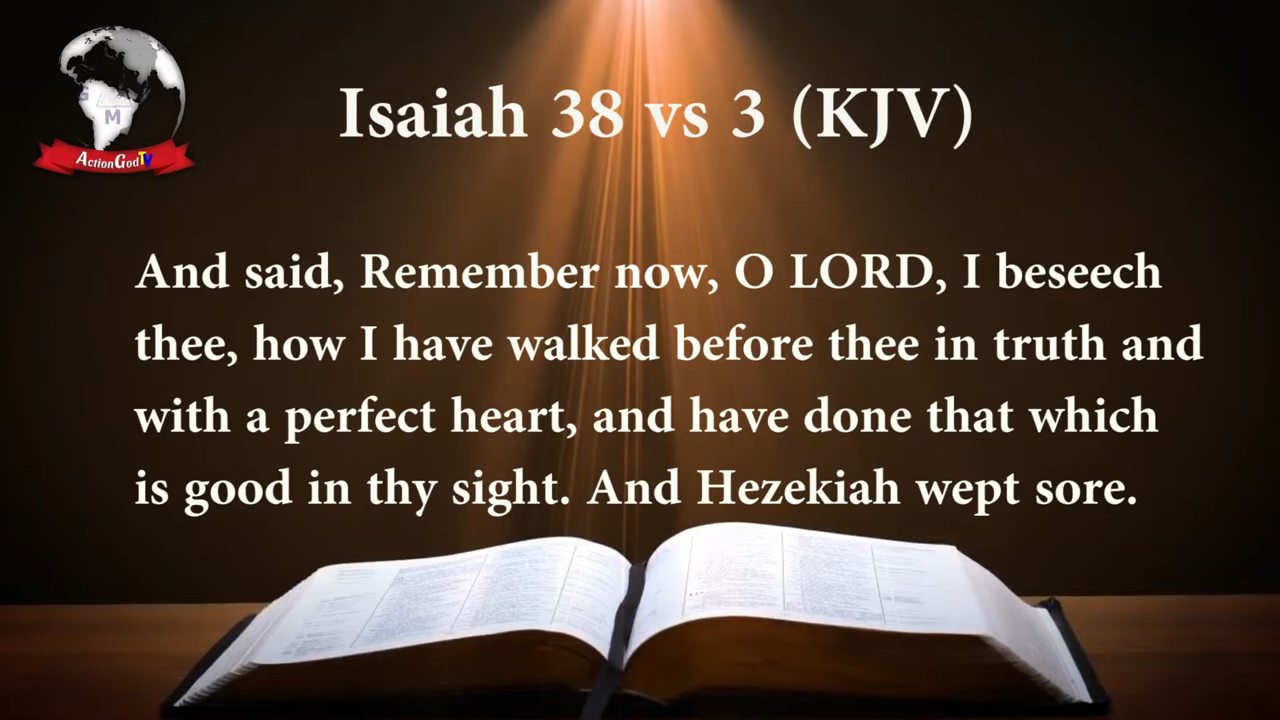 G M
ActionGodTV
Isaiah 38 vs 3 (KJV)
And said, Remember now, O LORD, I beseech
thee, how I have walked before thee in truth and
with a perfect heart, and have done that which
is good in thy sight. And Hezekiah wept sore.